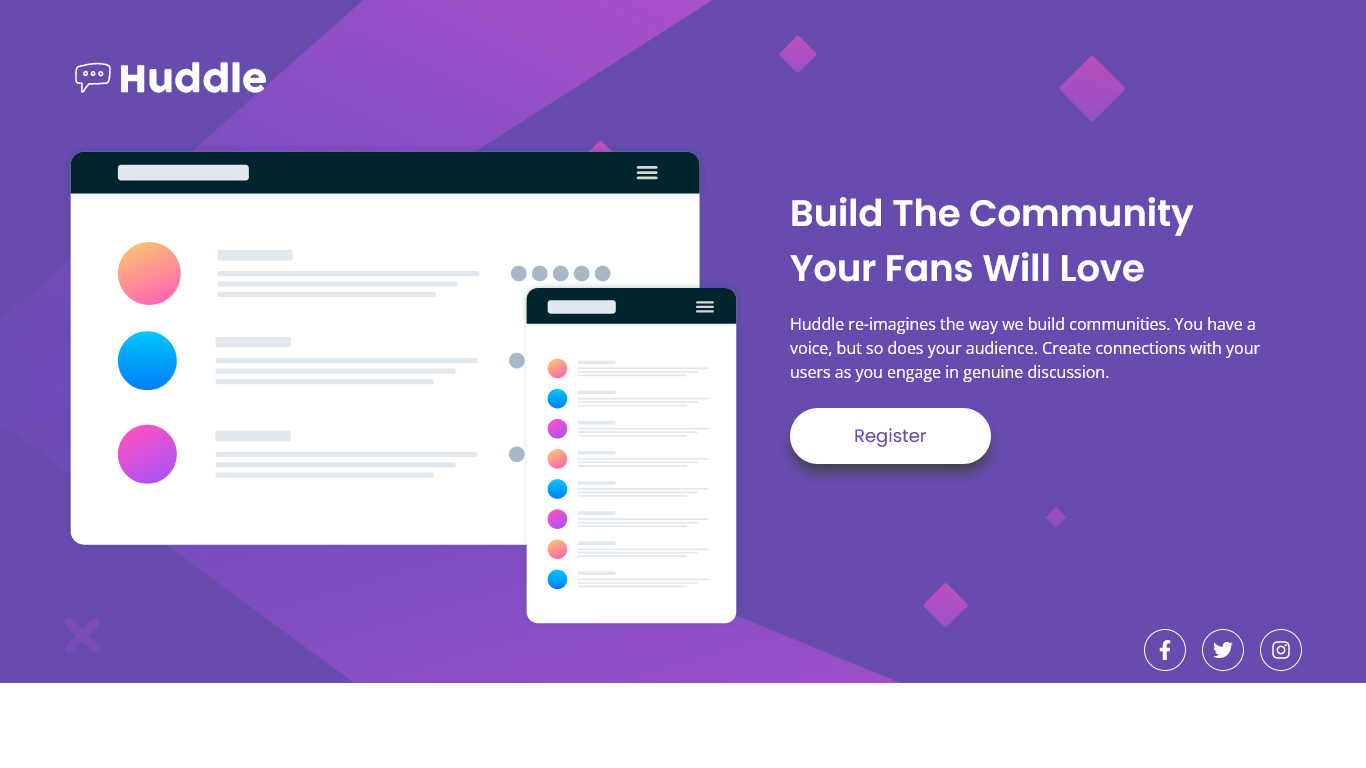 Huddle
Build The Community
Your Fans Will Love
Huddle re-imagines the way we build communities. You have a
voice, but so does your audience. Create connections with your
users as you engage in genuine discussion.
Register